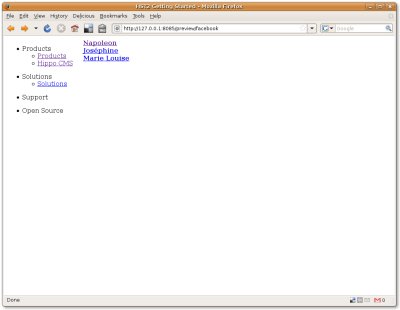 HST2 Getting Started - Mozilla Firefox
File Edit View History Delicious Bookmarks Tools Help
http://127.0.0.1:8085/preview/facebook
Google
Products
Products
Hippo CMS
Solutions
Solutions
Support
Open Source
Napoleon
Joséphine
Marie Louise
Done
0